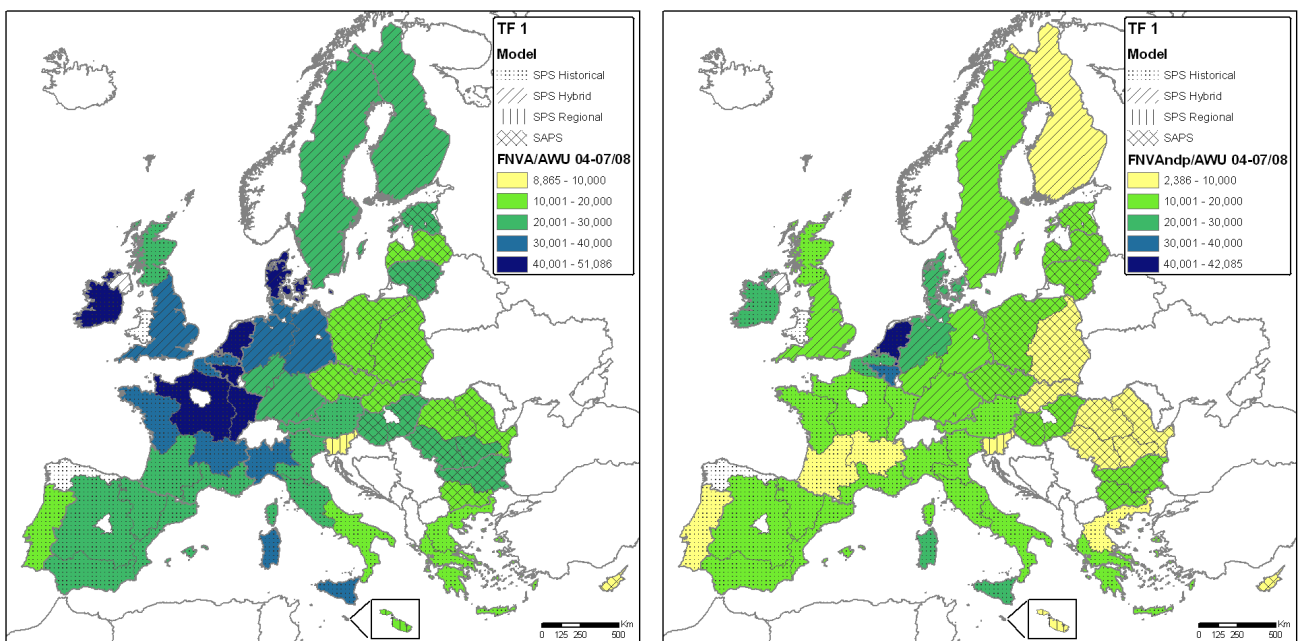 TF 1
Model
SPS Historical
SPS Hybrid
SPS Regional
SAPS
FNVA/AWU 04-07/08
8,865 - 10,000
10,001 - 20,000
20,001 - 30,000
30,001 - 40,000
40,001 - 51,086
Km
0 125 250 500
TF 1
Model
SPS Historical
SPS Hybrid
SPS Regional
SAPS
FNVAndp/AWU 04-07/08
2,386 - 10,000
10,001 - 20,000
20,001 - 30,000
30,001 - 40,000
40,001 - 42,085
Km
0 125 250 500